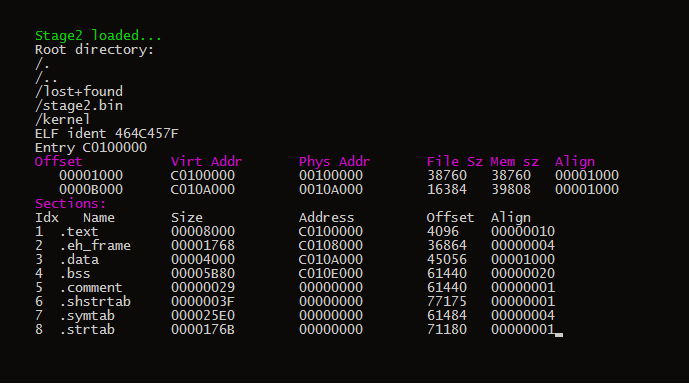 Stage2 loaded...
Root directory:
/.
/..
/lost+found
/stage2.bin
/kernel
ELF ident 464C457F
Entry C0100000
Offset Virt Addr Phys Addr File Sz Mem sz Align
00001000 C0100000 00100000 38760 38760 00001000
0000B000 C010A000 0010A000 16384 39808 00001000
Sections:
Idx Name Size Address Offset Align
1 .text 00008000 C0100000 4096 00000010
2 .eh_frame 00001768 C0108000 36864 00000004
3 .data 00004000 C010A000 45056 00001000
4 .bss 00005B80 C010E000 61440 00000020
5 .comment 00000029 00000000 61440 00000001
6 .shstrtab 0000003F 00000000 77175 00000001
7 .symtab 000025E0 00000000 61484 00000004
8 .strtab 0000176B 00000000 71180 00000001